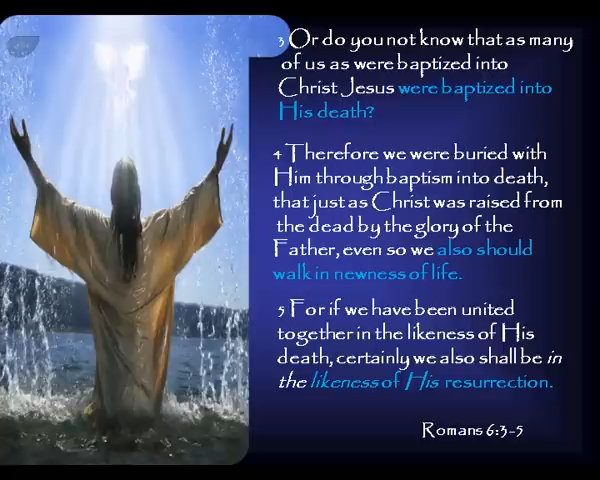 3 Or do you not know that as many
of us as were baptized into
Christ Jesus were baptized into
His death?
4 Therefore we were buried with
Him through baptism into death,
that just as Christ was raised from
the dead by the glory of the
Father, even so we also should
walk in newness of life.
5 For if we have been united
together in the likeness of His
death, certainly we also shall be in
the likeness of His resurrection.
Romans 6:3-5